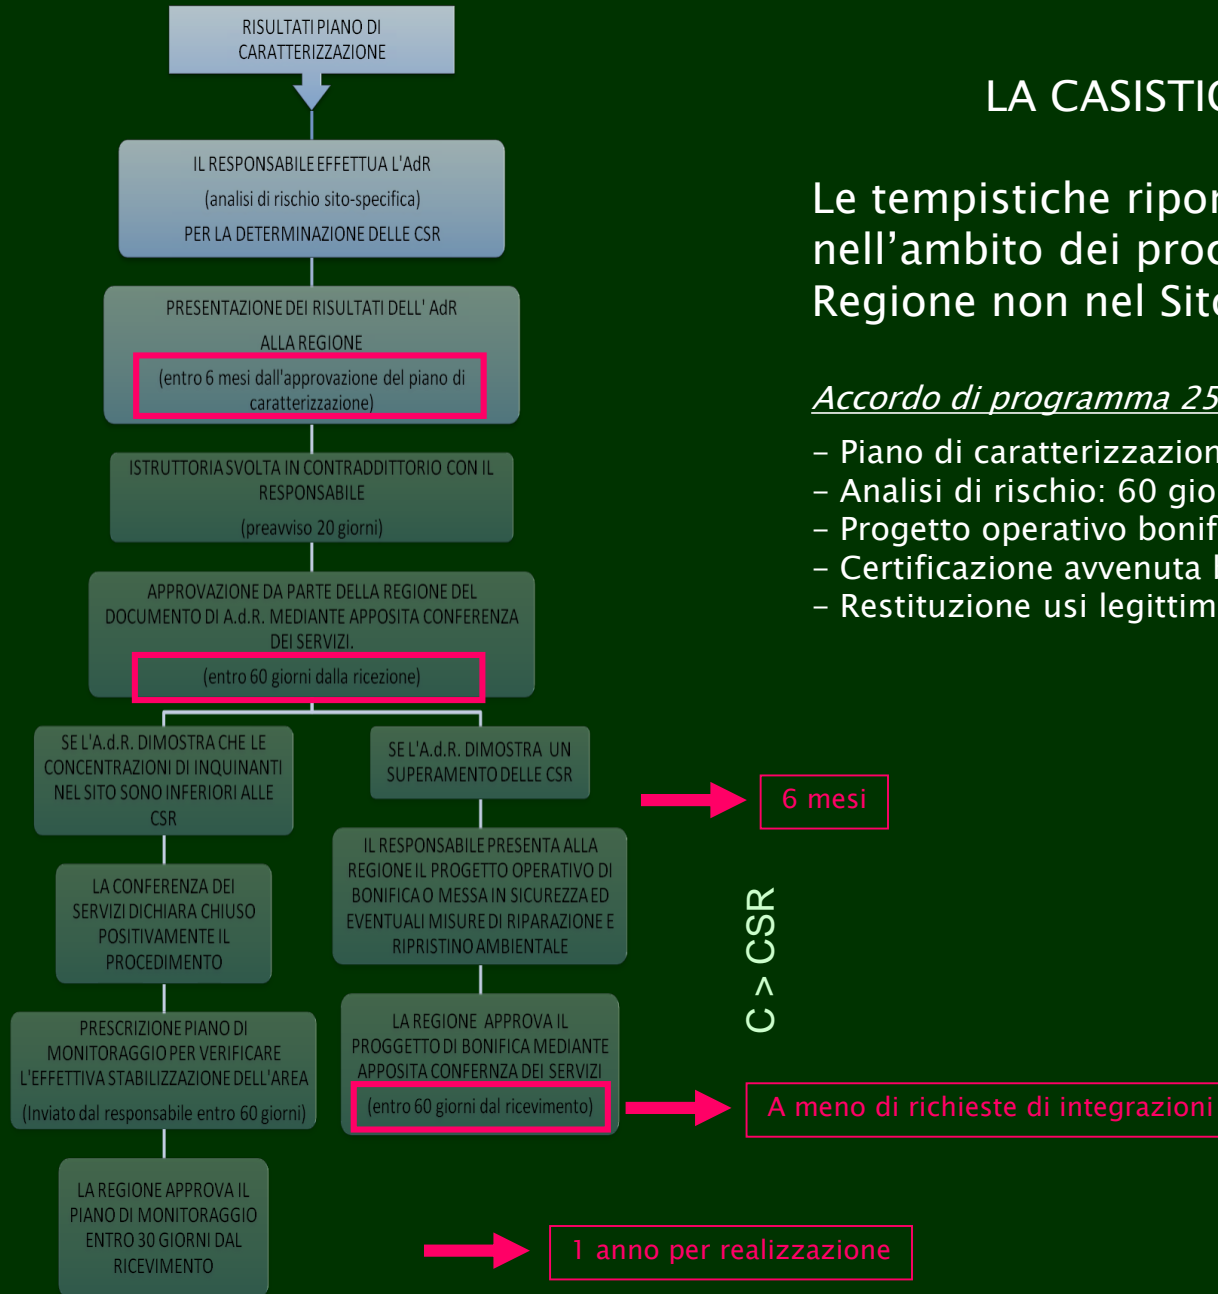 RISULTATI PIANO DI
CARATTERIZZAZIONE
IL RESPONSABILE EFFETTUA L'AdR
(analisi di rischio sito-specifica)
PER LA DETERMINAZIONE DELLE CSR
PRESENTAZIONE DEI RISULTATI DELL' AdR
ALLA REGIONE
(entro 6 mesi dall'approvazione del piano di
caratterizzazione)
ISTRUTTORIA SVOLTA IN CONTRADDITTORIO CON IL
RESPONSABILE
(preavviso 20 giorni)
APPROVAZIONE DA PARTE DELLA REGIONE DEL
DOCUMENTO DI A.d.R. MEDIANTE APPOSITA CONFERENZA
DEI SERVIZI.
(entro 60 giorni dalla ricezione)
SE L'A.d.R. DIMOSTRA CHE LE
CONCENTRAZIONI DI INQUINANTI
NEL SITO SONO INFERIORI ALLE
CSR
LA CONFERENZA DEI
SERVIZI DICHIARA CHIUSO
POSITIVAMENTE IL
PROCEDIMENTO
PRESCRIZIONE PIANO DI
MONITORAGGIO PER VERIFICARE
L'EFFETTIVA STABILIZZAZIONE DELL'AREA
(Inviato dal responsabile entro 60 giorni)
LA REGIONE APPROVA IL
PIANO DI MONITORAGGIO
ENTRO 30 GIORNI DAL
RICEVIMENTO
SE L'A.d.R. DIMOSTRA UN
SUPERAMENTO DELLE CSR
IL RESPONSABILE PRESENTA ALLA
REGIONE IL PROGETTO OPERATIVO DI
BONIFICA O MESSA IN SICUREZZA ED
EVENTUALI MISURE DI RIPARAZIONE E
RIPRISTINO AMBIENTALE
LA REGIONE APPROVA IL
PROGGETTO DI BONIFICA MEDIANTE
APPOSITA CONFERNZA DEI SERVIZI
(entro 60 giorni dal ricevimento)
6 mesi
C > CSR
A meno di richieste di integrazioni
1 anno per realizzazione
LA CASISTIC
Le tempistiche ripor
nell'ambito dei proc
Regione non nel Sito
Accordo di programma 25
- Piano di caratterizzazion
- Analisi di rischio: 60 gior
- Progetto operativo bonif
- Certificazione avvenuta
- Restituzione usi legittim